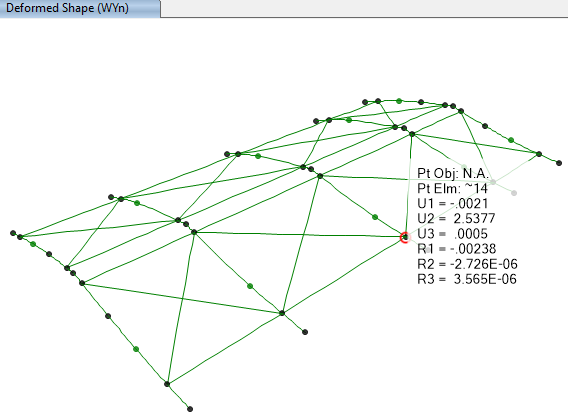 Deformed Shape (WYn)
Pt Obj: N.A.
Pt Elm: ~14
U1 = -.0021
U2 = 2.5377
U3 = .0005
R1 = -.00238
R2 = -2.726E-06
R3 = 3.565E-06